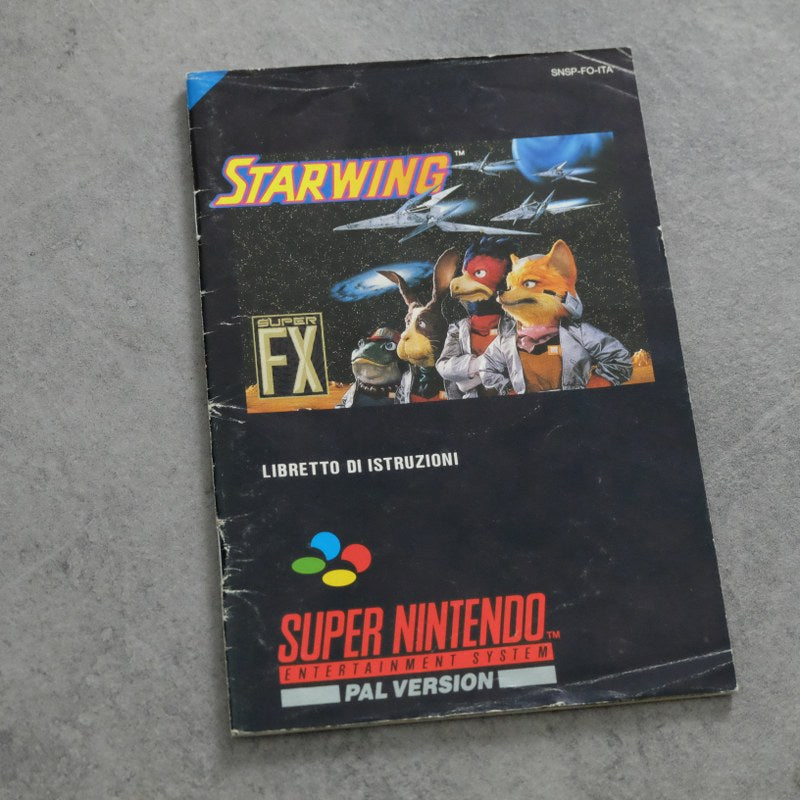 SNSP-FO-ITA
STARWING™
SUPER
FX
LIBRETTO DI ISTRUZIONI
SUPER NINTENDO™
ENTERTAINMENT SYSTEM
PAL VERSION